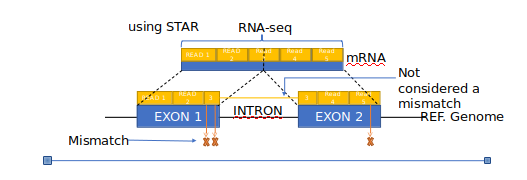 using STAR
RNA-seq
READ 1 READ 2 Read Read 4 Read 5
mRNA
Not considered a mismatch
READ 1 READ 2 Read 4 Read 5
INTRON
EXON 1
EXON 2
REF. Genome
Mismatch